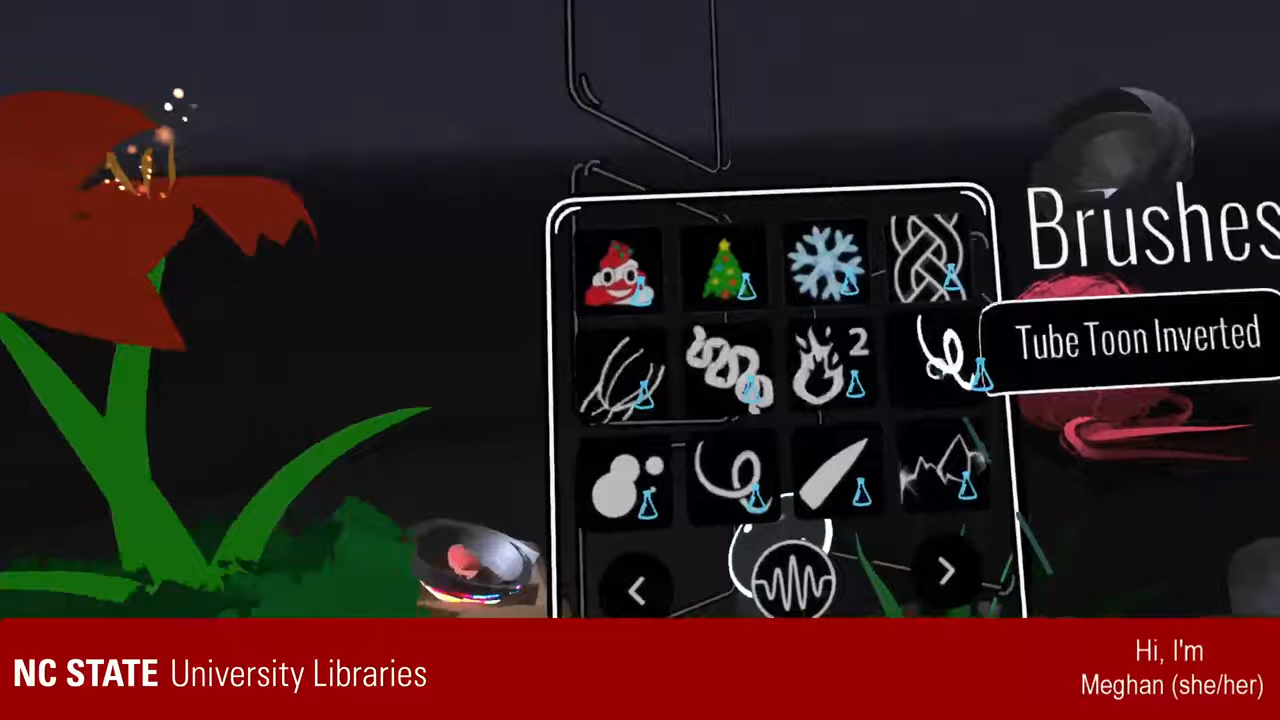 Brushes
Tube Toon Inverted
2
NC STATE University Libraries
Hi, I'm
Meghan (she/her)